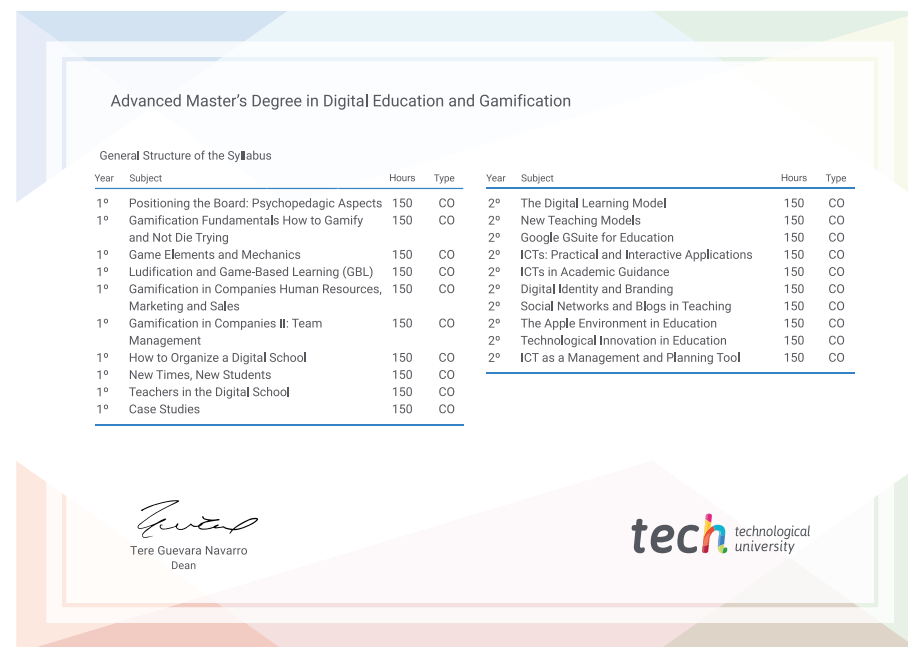 Advanced Master's Degree in Digital Education and Gamification
General Structure of the Syllabus
Year Subject Hours Type
1º Positioning the Board: Psychopedagic Aspects 150 CO
1º Gamification Fundamentals How to Gamify 150 CO
and Not Die Trying
1º Game Elements and Mechanics 150 CO
1º Ludification and Game-Based Learning (GBL) 150 CO
1º Gamification in Companies Human Resources, 150 CO
Marketing and Sales
1º Gamification in Companies II: Team 150 CO
Management
1º How to Organize a Digital School 150 CO
1º New Times, New Students 150 CO
1º Teachers in the Digital School 150 CO
1º Case Studies 150 CO
Year Subject Hours Type
2º The Digital Learning Model 150 CO
2º New Teaching Models 150 CO
2º Google GSuite for Education 150 CO
2º ICTs: Practical and Interactive Applications 150 CO
2º ICTs in Academic Guidance 150 CO
2º Digital Identity and Branding 150 CO
2º Social Networks and Blogs in Teaching 150 CO
2º The Apple Environment in Education 150 CO
2º Technological Innovation in Education 150 CO
2º ICT as a Management and Planning Tool 150 CO
Tere Guevara Navarro
Dean
tech technological
university